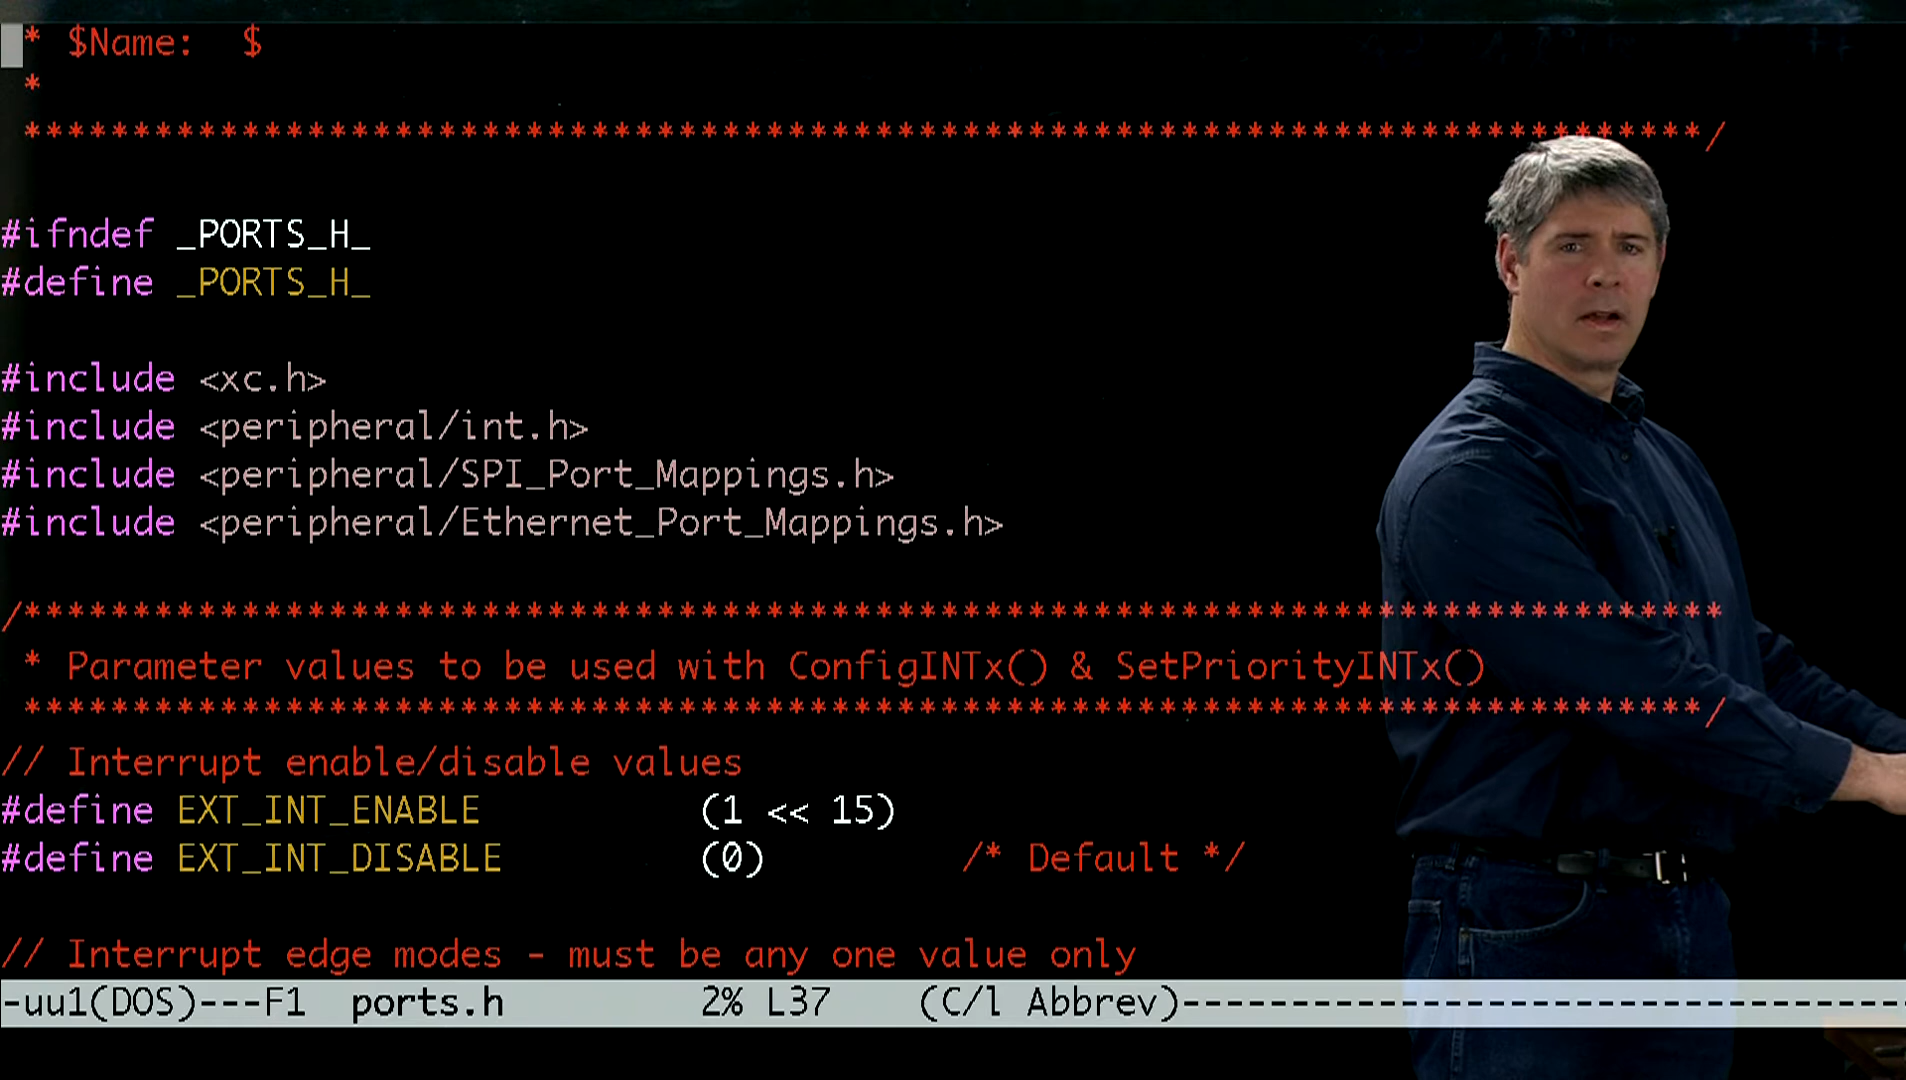 * $Name:  $
*
******************************************************************************/
#ifndef _PORTS_H_
#define _PORTS_H_
#include <xc.h>
#include <peripheral/int.h>
#include <peripheral/SPI_Port_Mappings.h>
#include <peripheral/Ethernet_Port_Mappings.h>
/******************************************************************************
* Parameter values to be used with ConfigINTx() & SetPriorityINTx()
******************************************************************************/
// Interrupt enable/disable values
#define EXT_INT_ENABLE          (1 << 15)
#define EXT_INT_DISABLE         (0)         /* Default */
// Interrupt edge modes - must be any one value only
-uu1(DOS)---F1  ports.h         2% L37    (C/l Abbrev)----------------------------------